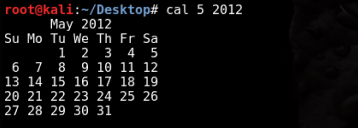 root@kali:~/Desktop# cal 5 2012
      May 2012
Su Mo Tu We Th Fr Sa
       1  2  3  4  5
 6  7  8  9 10 11 12
13 14 15 16 17 18 19
20 21 22 23 24 25 26
27 28 29 30 31